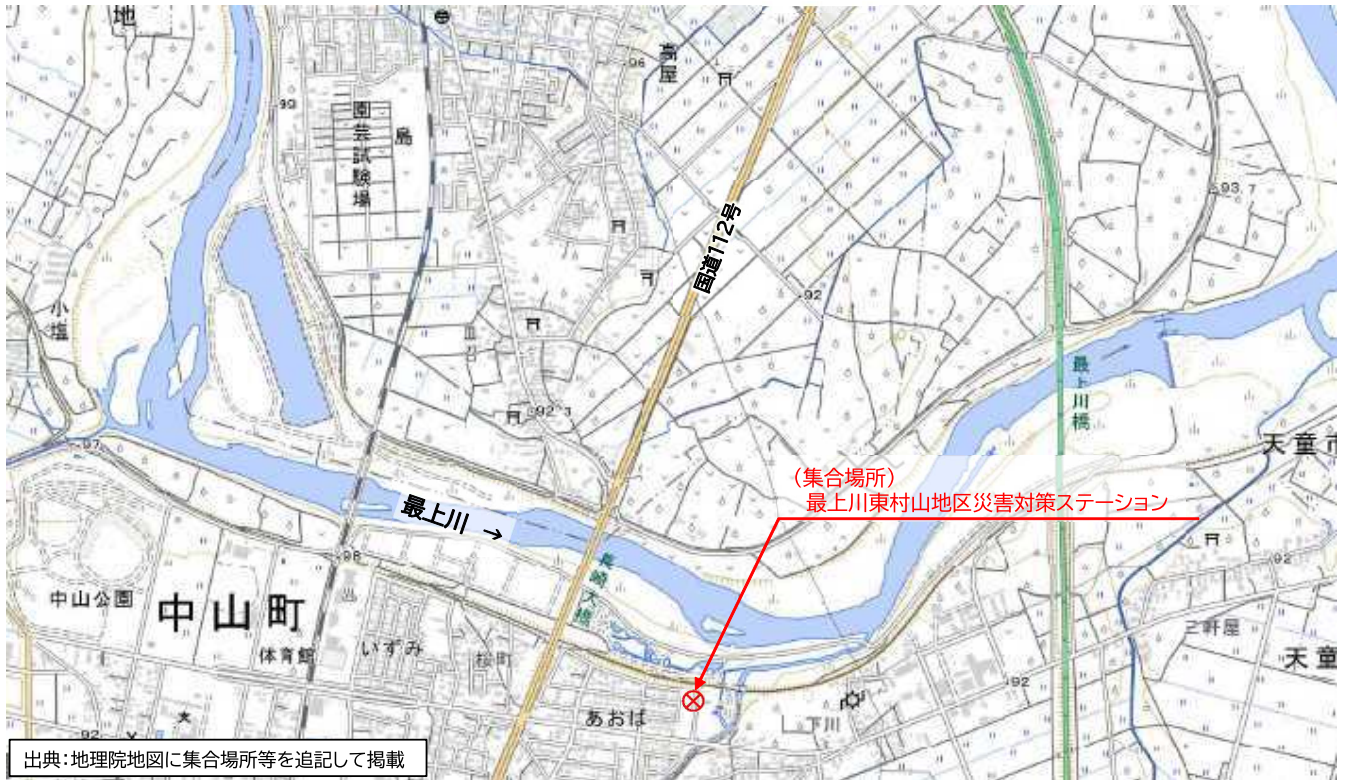 地
高屋
96
99
園芸試験場
島
国道112号
93.7
92
小塩
92.3
最上川橋
天童市
97
(集合場所)
最上川東村山地区災害対策ステーション
最上川 →
98
長崎大橋
92
中山公園
中山町
いずみ
体育館
桜町
三軒屋
天童
92
あおば
下川
92
出典:地理院地図に集合場所等を追記して掲載